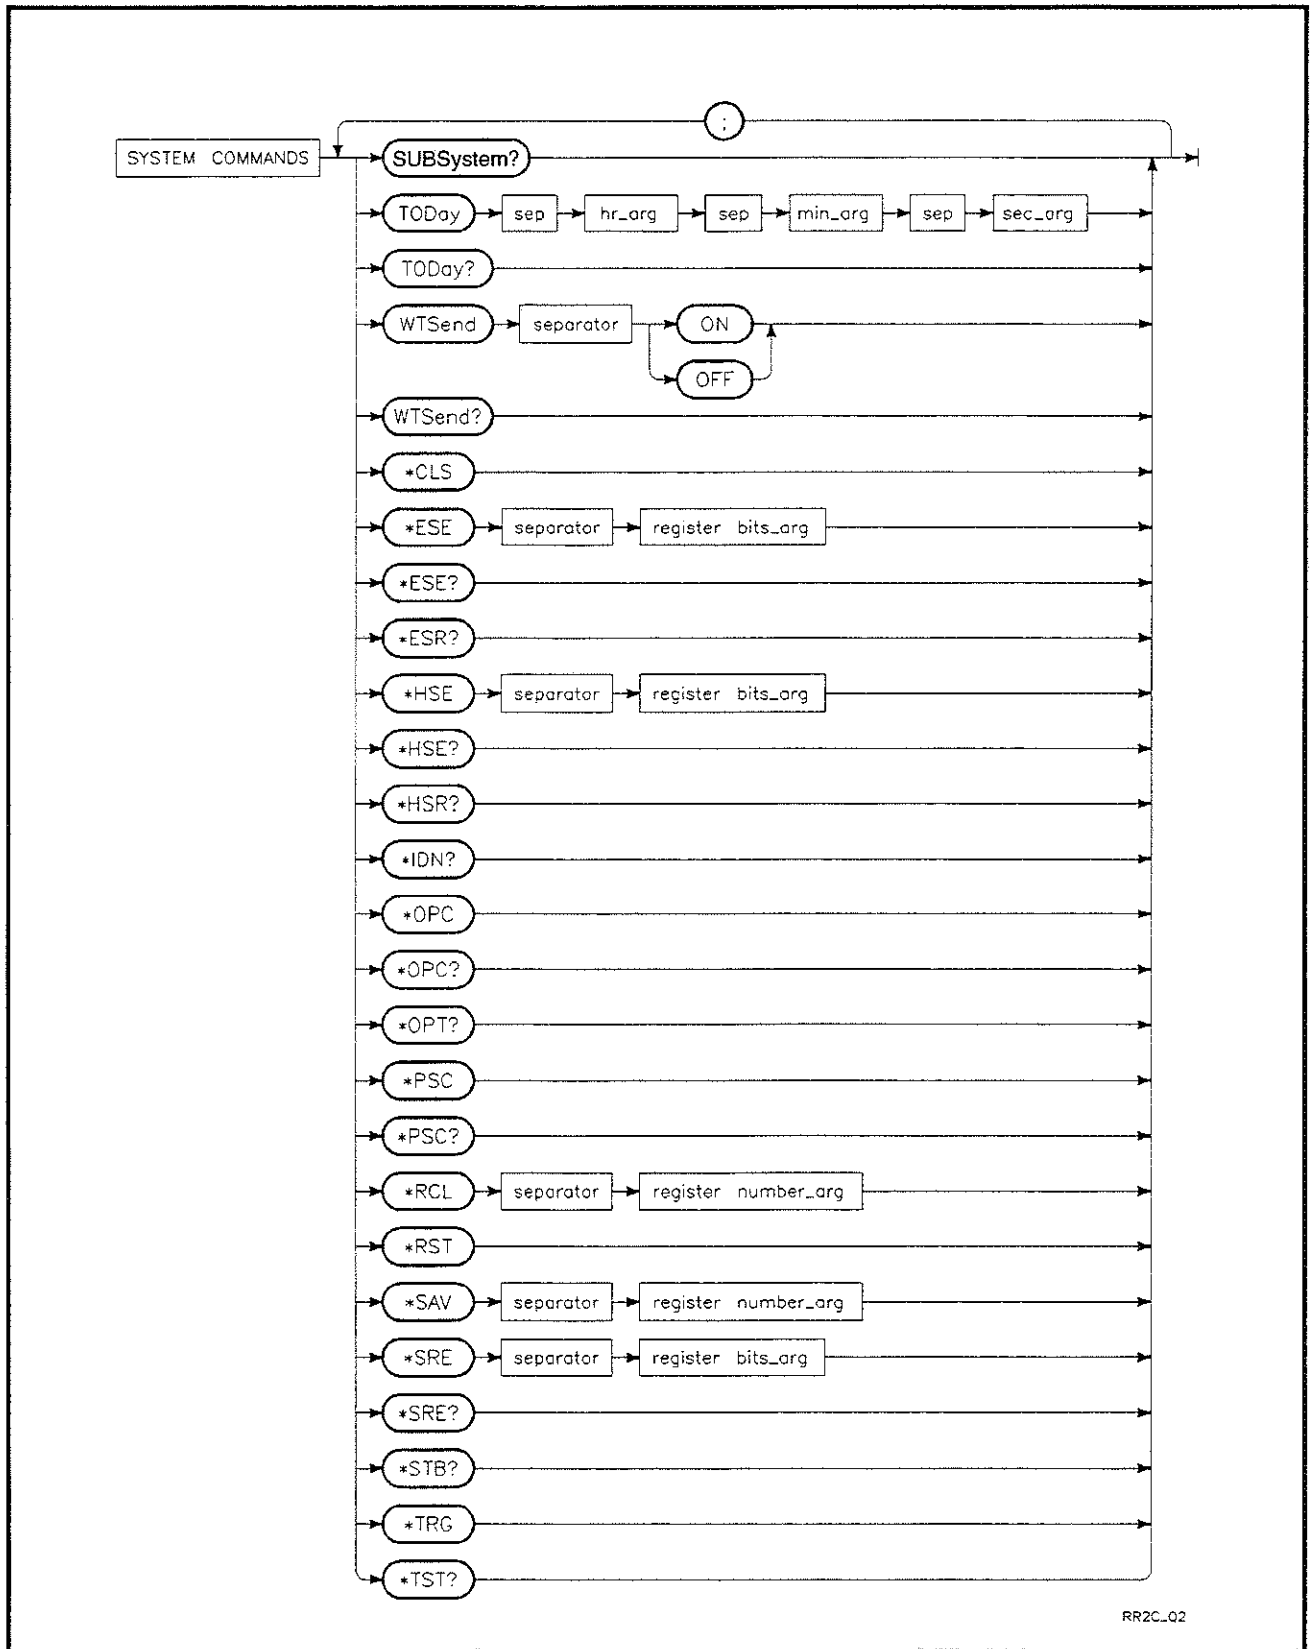 ;
SYSTEM COMMANDS SUBSystem?
TODay sep hr_arg sep min_arg sep sec_arg
TODay?
WTSend separator ON
OFF
WTSend?
*CLS
*ESE separator register bits_arg
*ESE?
*ESR?
*HSE separator register bits_arg
*HSE?
*HSR?
*IDN?
*OPC
*OPC?
*OPT?
*PSC
*PSC?
*RCL separator register number_arg
*RST
*SAV separator register number_arg
*SRE separator register bits_arg
*SRE?
*STB?
*TRG
*TST?
RR2C_02